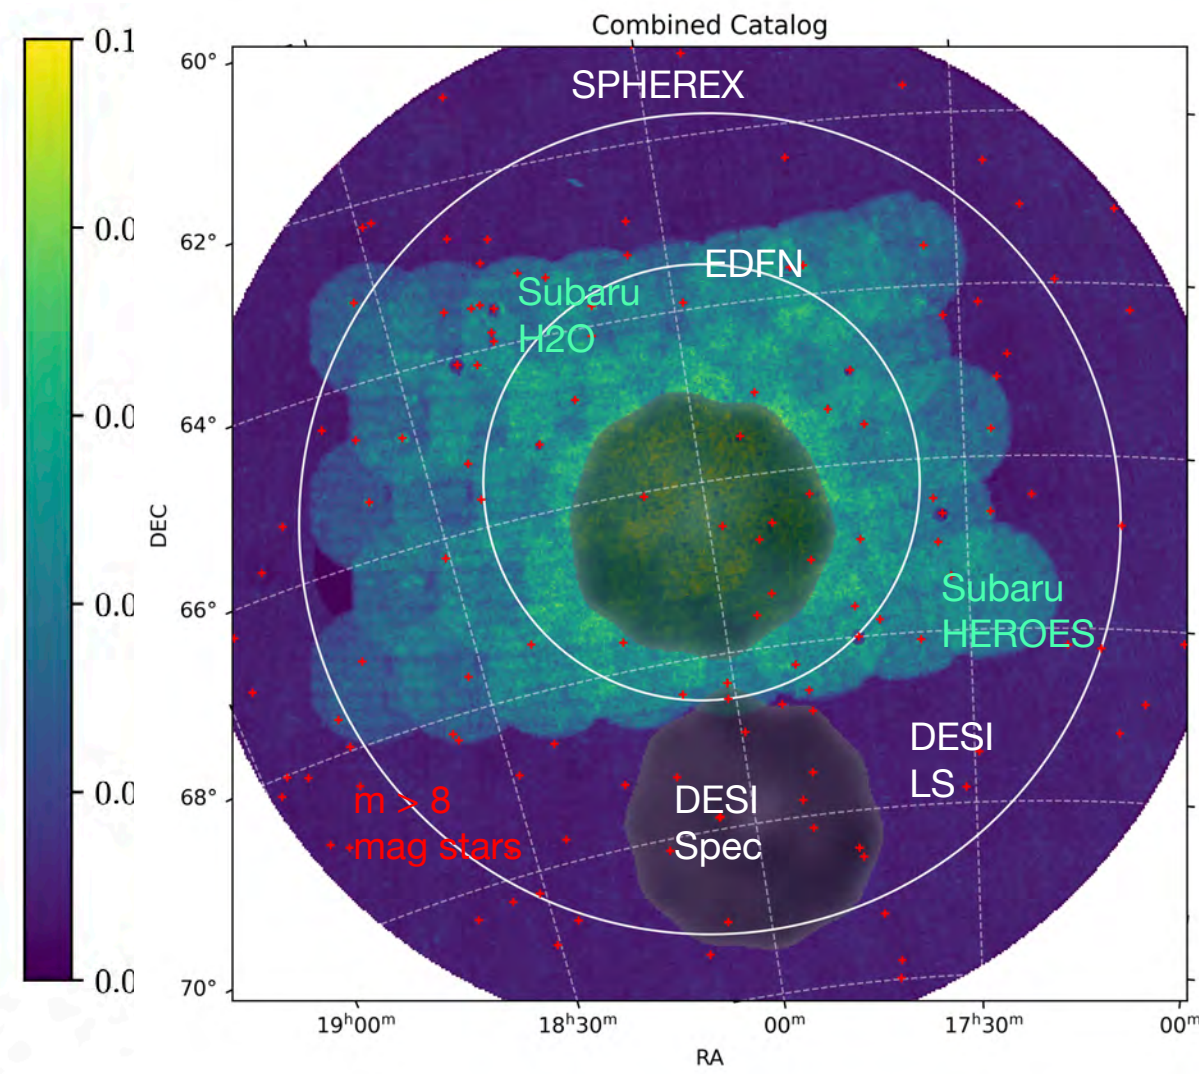 Combined Catalog
0.1
0.0
0.0
0.0
0.0
0.0
60°
62°
64°
66°
68°
70°
DEC
SPHEREX
EDFN
Subaru
H2O
Subaru
HEROES
DESI
LS
DESI
Spec
m > 8
mag stars
19ʰ00ᵐ
18ʰ30ᵐ
00ᵐ
17ʰ30ᵐ
00ᵐ
RA